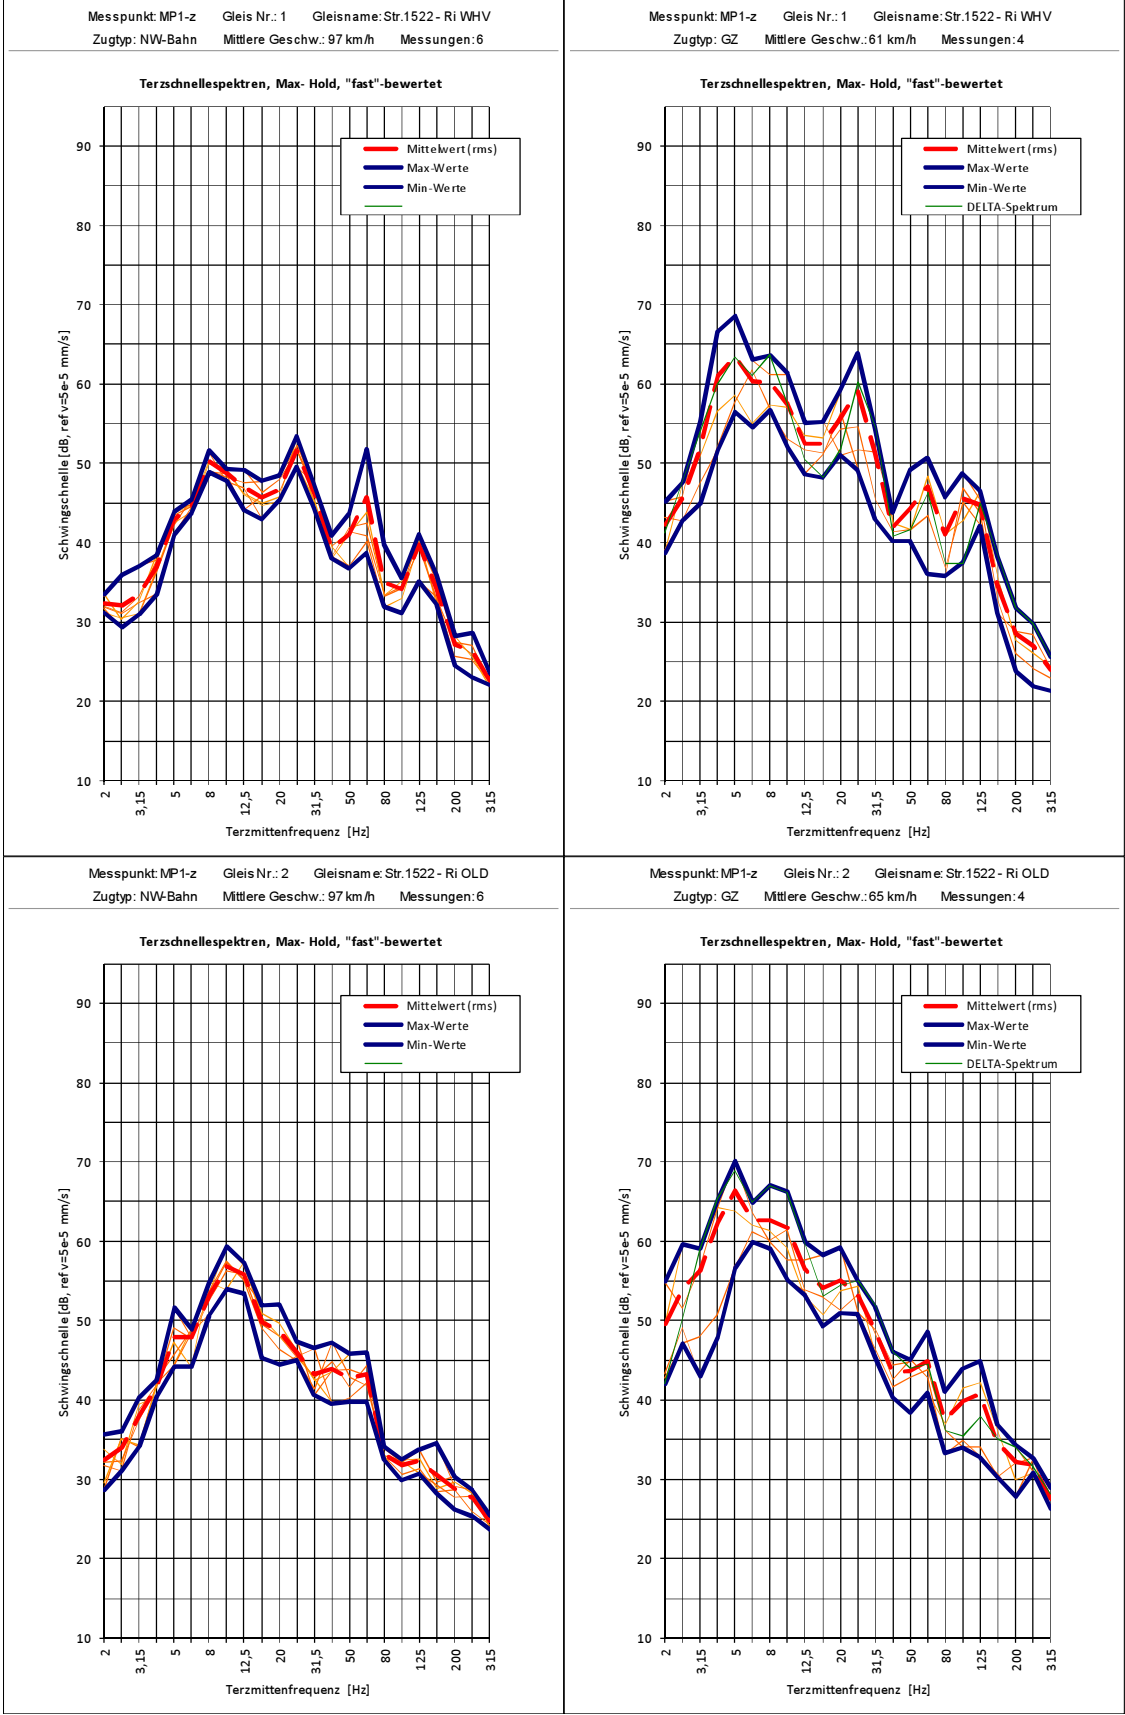 Messpunkt: MP1-z Gleis Nr.: 1 Gleisname: Str.1522 - Ri WHV
Zugtyp: NW-Bahn Mittlere Geschw.: 97 km/h Messungen: 6
Terzschnellespektren, Max- Hold, "fast"-bewertet
Mittelwert (rms)
Max-Werte
Min-Werte
Schwingschnelle [dB, ref v=5e-5 mm/s]
90
80
70
60
50
40
30
20
10
2 3,15 5 8 12,5 20 31,5 50 80 125 200 315
Terzmittenfrequenz [Hz]
Messpunkt: MP1-z Gleis Nr.: 1 Gleisname: Str.1522 - Ri WHV
Zugtyp: GZ Mittlere Geschw.: 61 km/h Messungen: 4
Terzschnellespektren, Max- Hold, "fast"-bewertet
Mittelwert (rms)
Max-Werte
Min-Werte
DELTA-Spektrum
Schwingschnelle [dB, ref v=5e-5 mm/s]
90
80
70
60
50
40
30
20
10
2 3,15 5 8 12,5 20 31,5 50 80 125 200 315
Terzmittenfrequenz [Hz]
Messpunkt: MP1-z Gleis Nr.: 2 Gleisname: Str.1522 - Ri OLD
Zugtyp: NW-Bahn Mittlere Geschw.: 97 km/h Messungen: 6
Terzschnellespektren, Max- Hold, "fast"-bewertet
Mittelwert (rms)
Max-Werte
Min-Werte
Schwingschnelle [dB, ref v=5e-5 mm/s]
90
80
70
60
50
40
30
20
10
2 3,15 5 8 12,5 20 31,5 50 80 125 200 315
Terzmittenfrequenz [Hz]
Messpunkt: MP1-z Gleis Nr.: 2 Gleisname: Str.1522 - Ri OLD
Zugtyp: GZ Mittlere Geschw.: 65 km/h Messungen: 4
Terzschnellespektren, Max- Hold, "fast"-bewertet
Mittelwert (rms)
Max-Werte
Min-Werte
DELTA-Spektrum
Schwingschnelle [dB, ref v=5e-5 mm/s]
90
80
70
60
50
40
30
20
10
2 3,15 5 8 12,5 20 31,5 50 80 125 200 315
Terzmittenfrequenz [Hz]